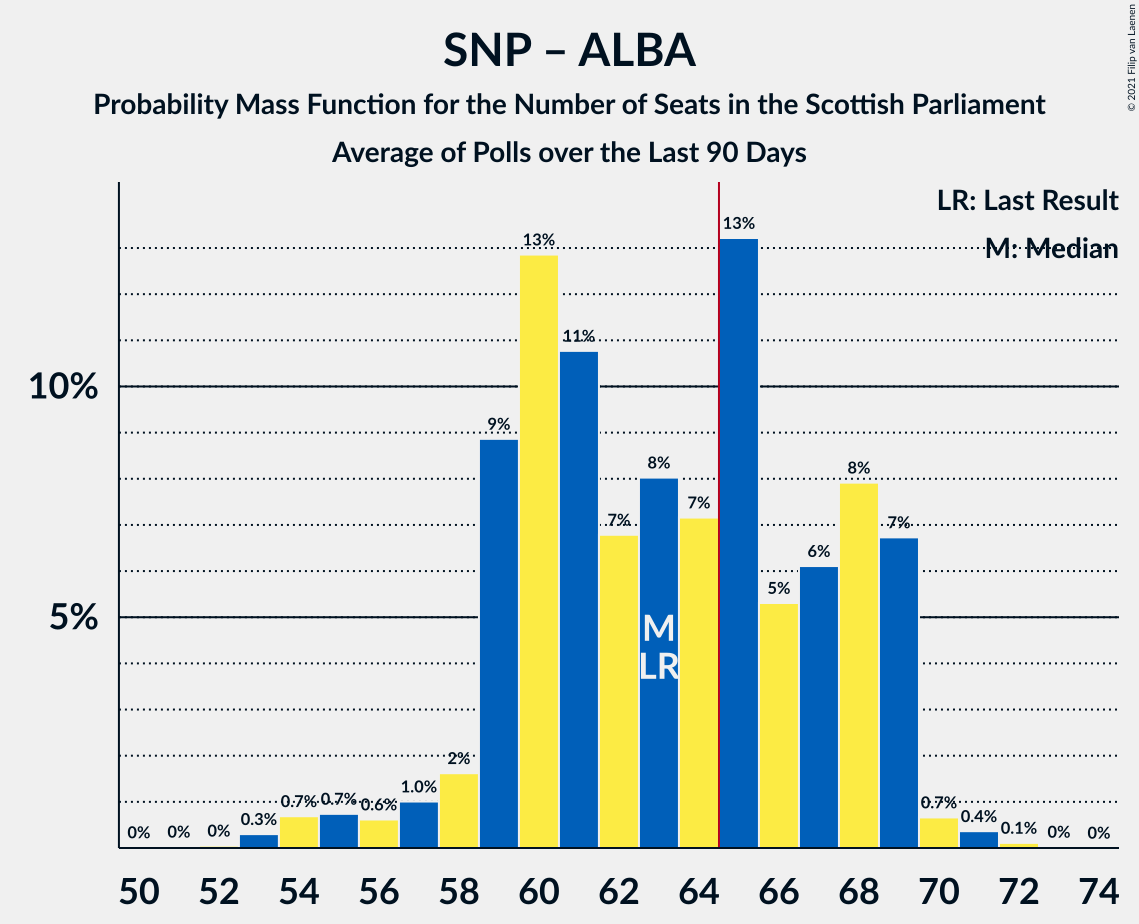 SNP – ALBA
Probability Mass Function for the Number of Seats in the Scottish Parliament
Average of Polls over the Last 90 Days
© 2021 Filip van Laenen
LR: Last Result
M: Median
10%
5%
0% 0% 0% 0.3% 0.7% 0.7% 0.6% 1.0% 2% 9% 13% 11% 7% 8% 7% 13% 5% 6% 8% 7% 0.7% 0.4% 0.1% 0% 0%
M
LR
50 52 54 56 58 60 62 64 66 68 70 72 74